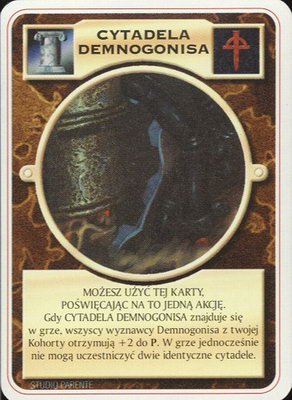 CYTADELA
DEMNOGONISA
MOŻESZ UŻYĆ TEJ KARTY,
POŚWIĘCAJĄC NA TO JEDNĄ AKCJĘ.
Gdy CYTADELA DEMNOGONISA znajduje się
w grze, wszyscy wyznawcy Demnogonisa z twojej
Kohorty otrzymują +2 do P. W grze jednocześnie
nie mogą uczestniczyć dwie identyczne cytadele.
STUDIO PARENTE